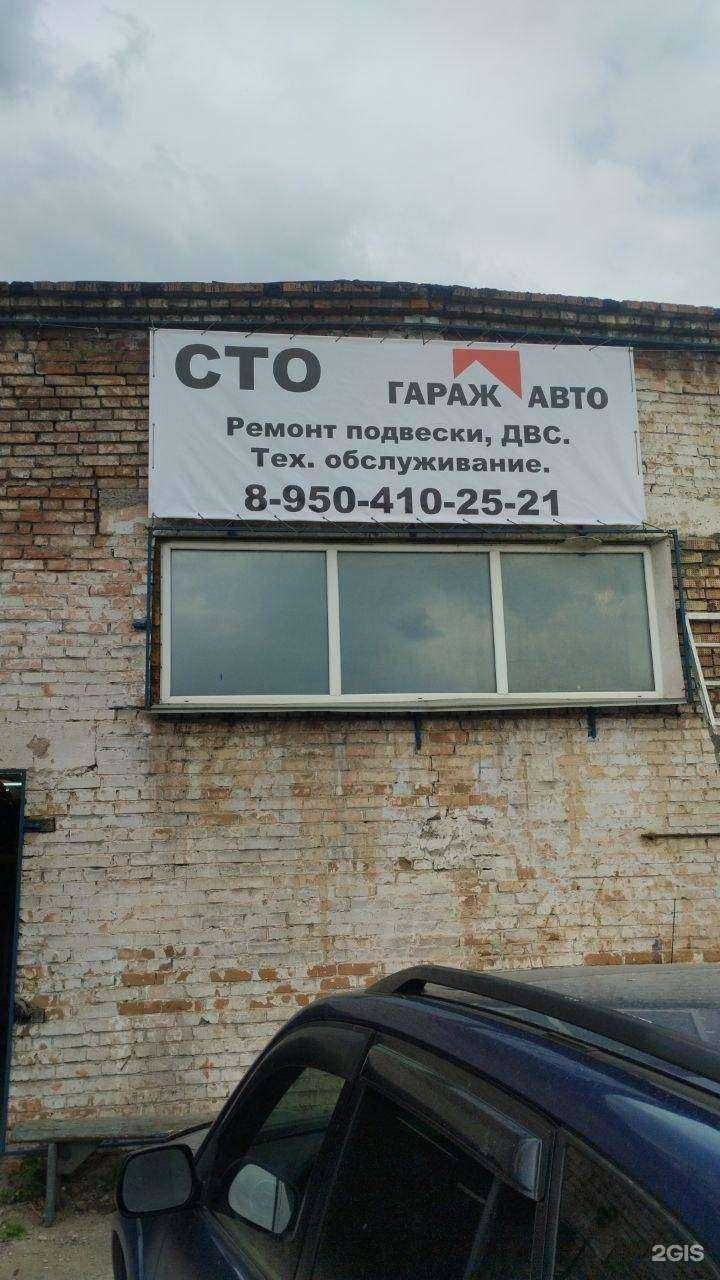 СТО
ГАРАЖ АВТО
Ремонт подвески, ДВС.
Тех. обслуживание.
8-950-410-25-21
2GIS